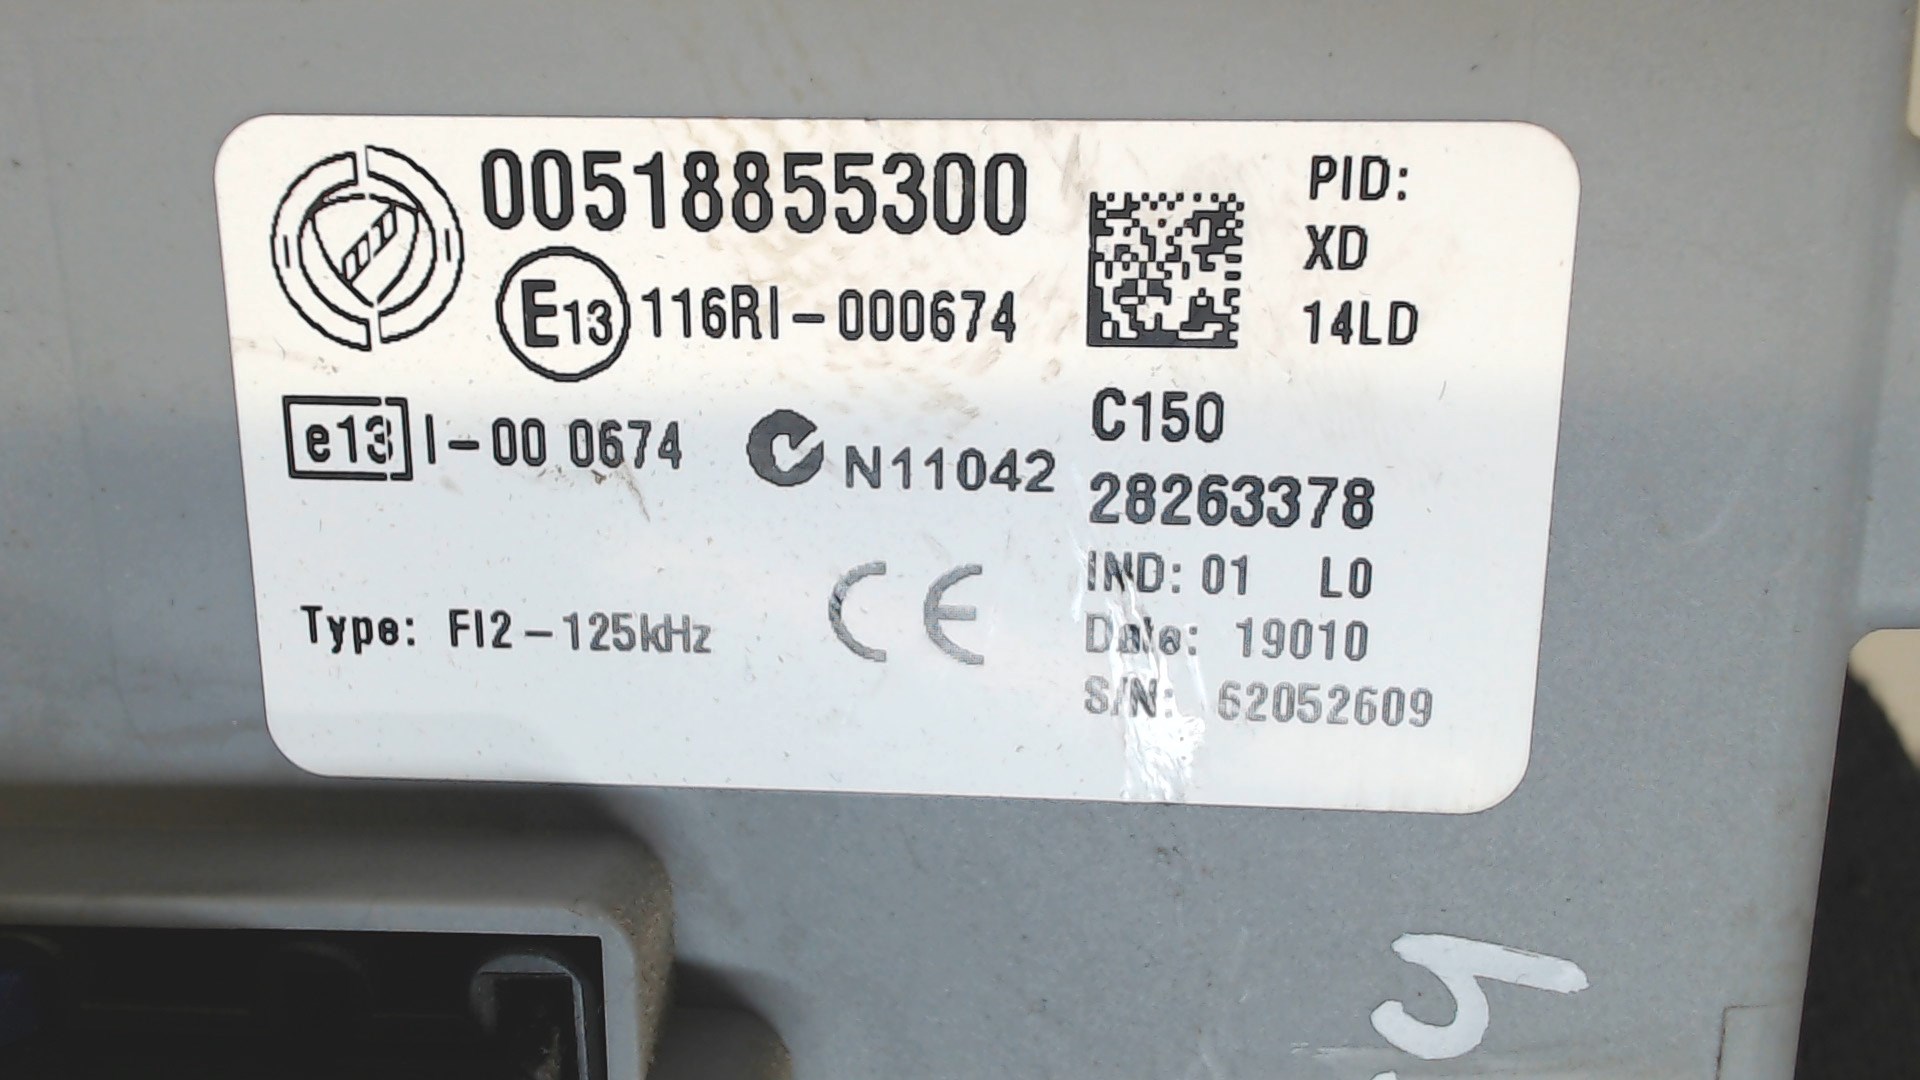 00518855300
E13 116RI-000674
e13 I-00 0674
N11042
Type: FI2-125kHz
CE
PID:
XD
14LD
C150
28263378
IND: 01 L0
Date: 19010
S/N: 62052609